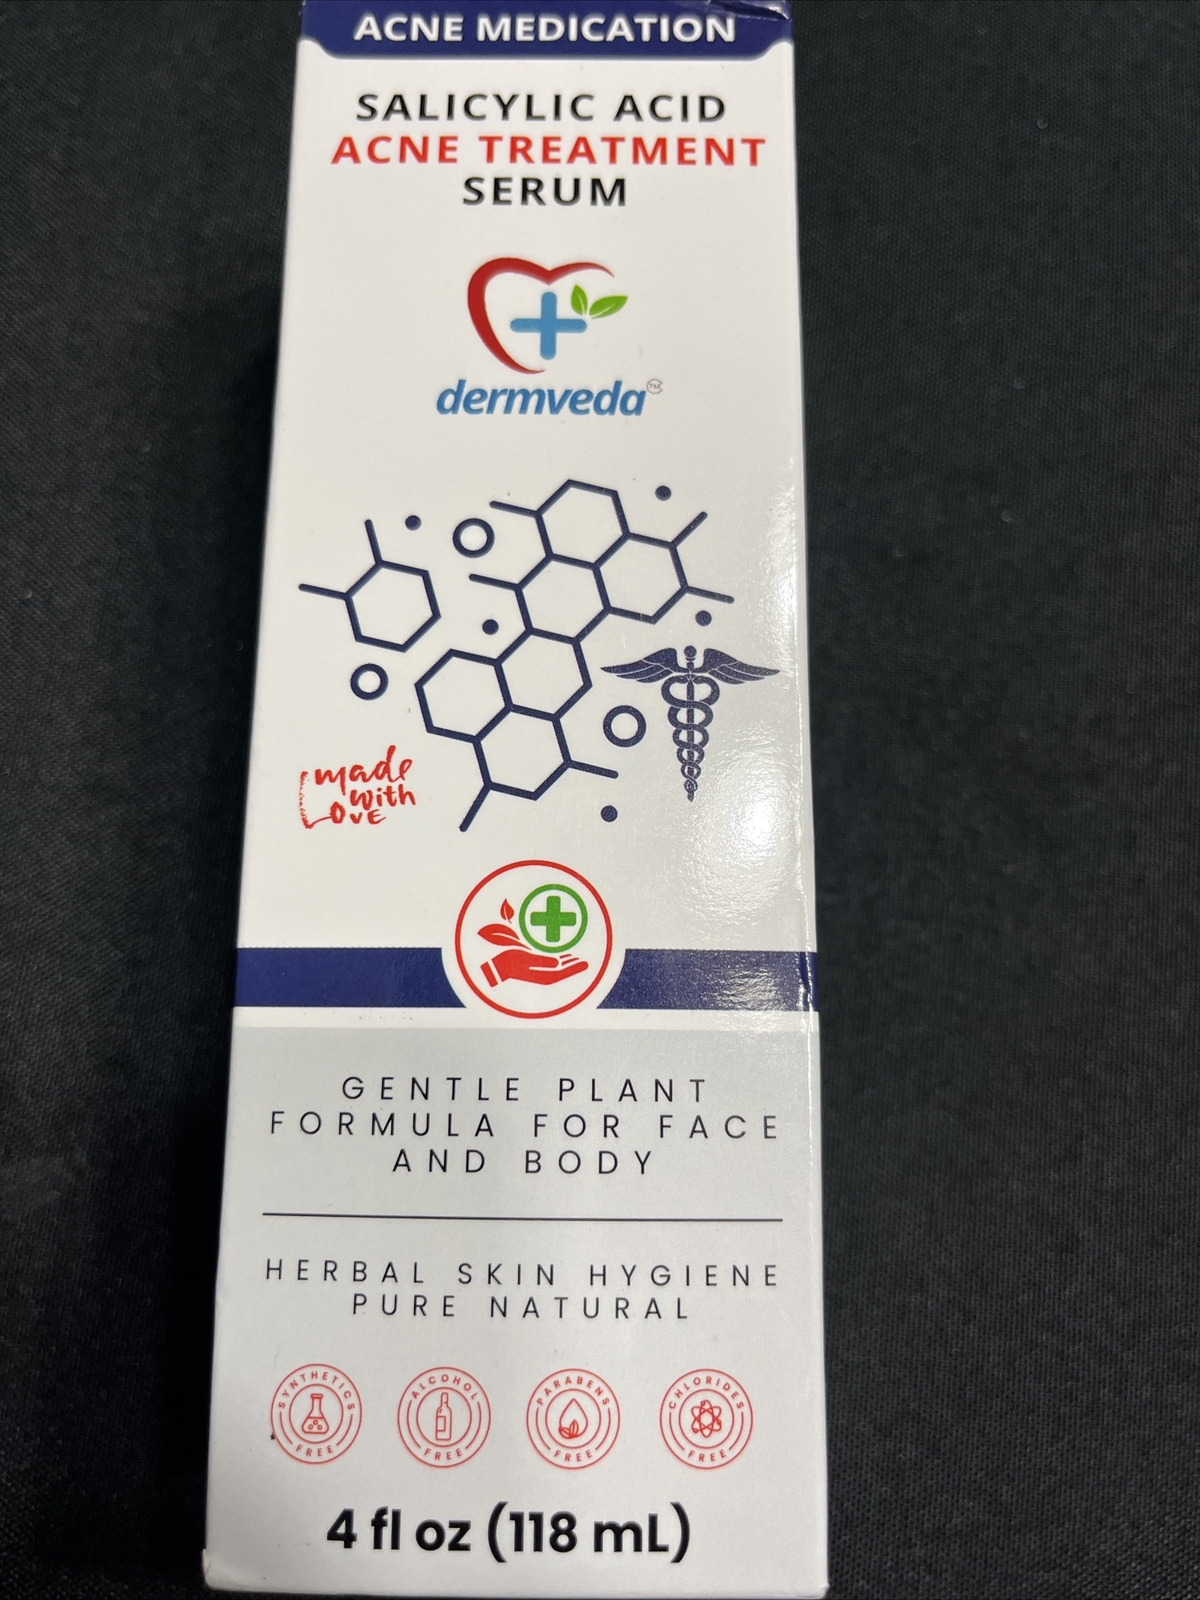 ACNE MEDICATION
SALICYLIC ACID
ACNE TREATMENT
SERUM
dermveda™
made
with
LOVE
GENTLE PLANT
FORMULA FOR FACE
AND BODY
HERBAL SKIN HYGIENE
PURE NATURAL
SYNTHETICS FREE
ALCOHOL FREE
PARABENS FREE
CHLORIDES FREE
4 fl oz (118 mL)